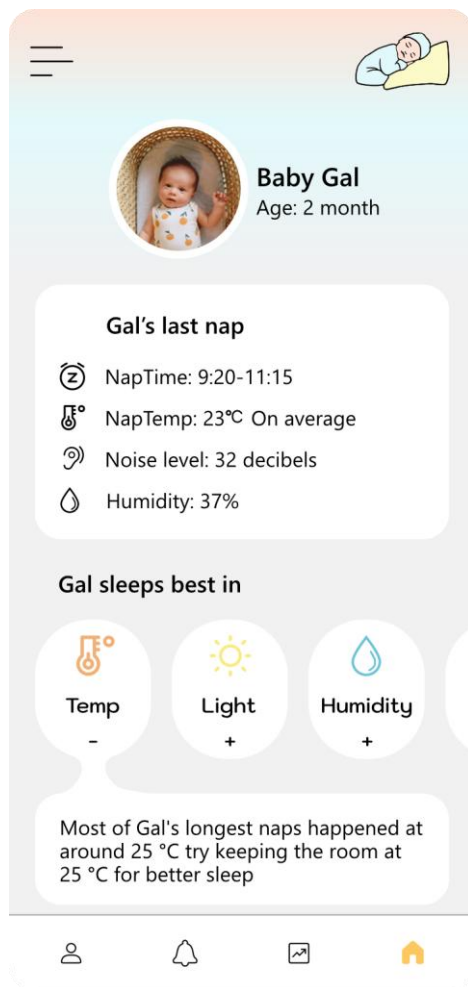 Baby Gal
Age: 2 month
Gal's last nap
NapTime: 9:20-11:15
NapTemp: 23°C On average
Noise level: 32 decibels
Humidity: 37%
Gal sleeps best in
Temp
Light
Humidity
-
+
+
Most of Gal's longest naps happened at
around 25 °C try keeping the room at
25 °C for better sleep